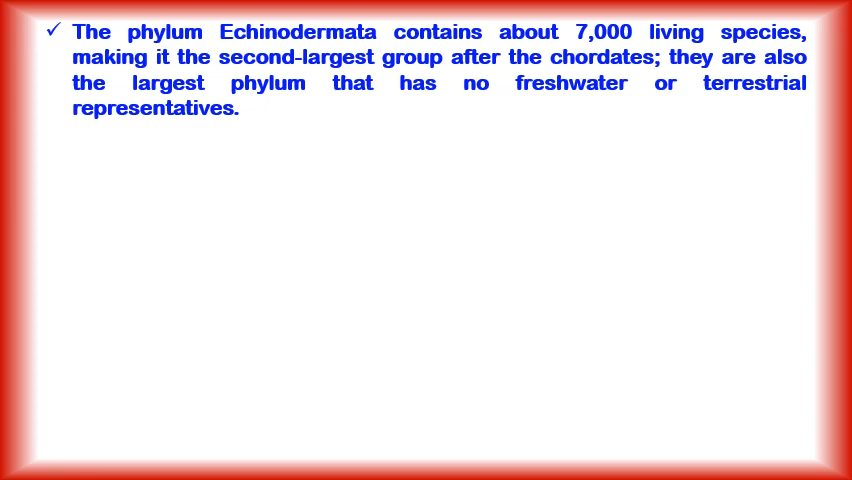 ✓ The phylum Echinodermata contains about 7,000 living species,
making it the second-largest group after the chordates; they are also
the largest phylum that has no freshwater or terrestrial
representatives.